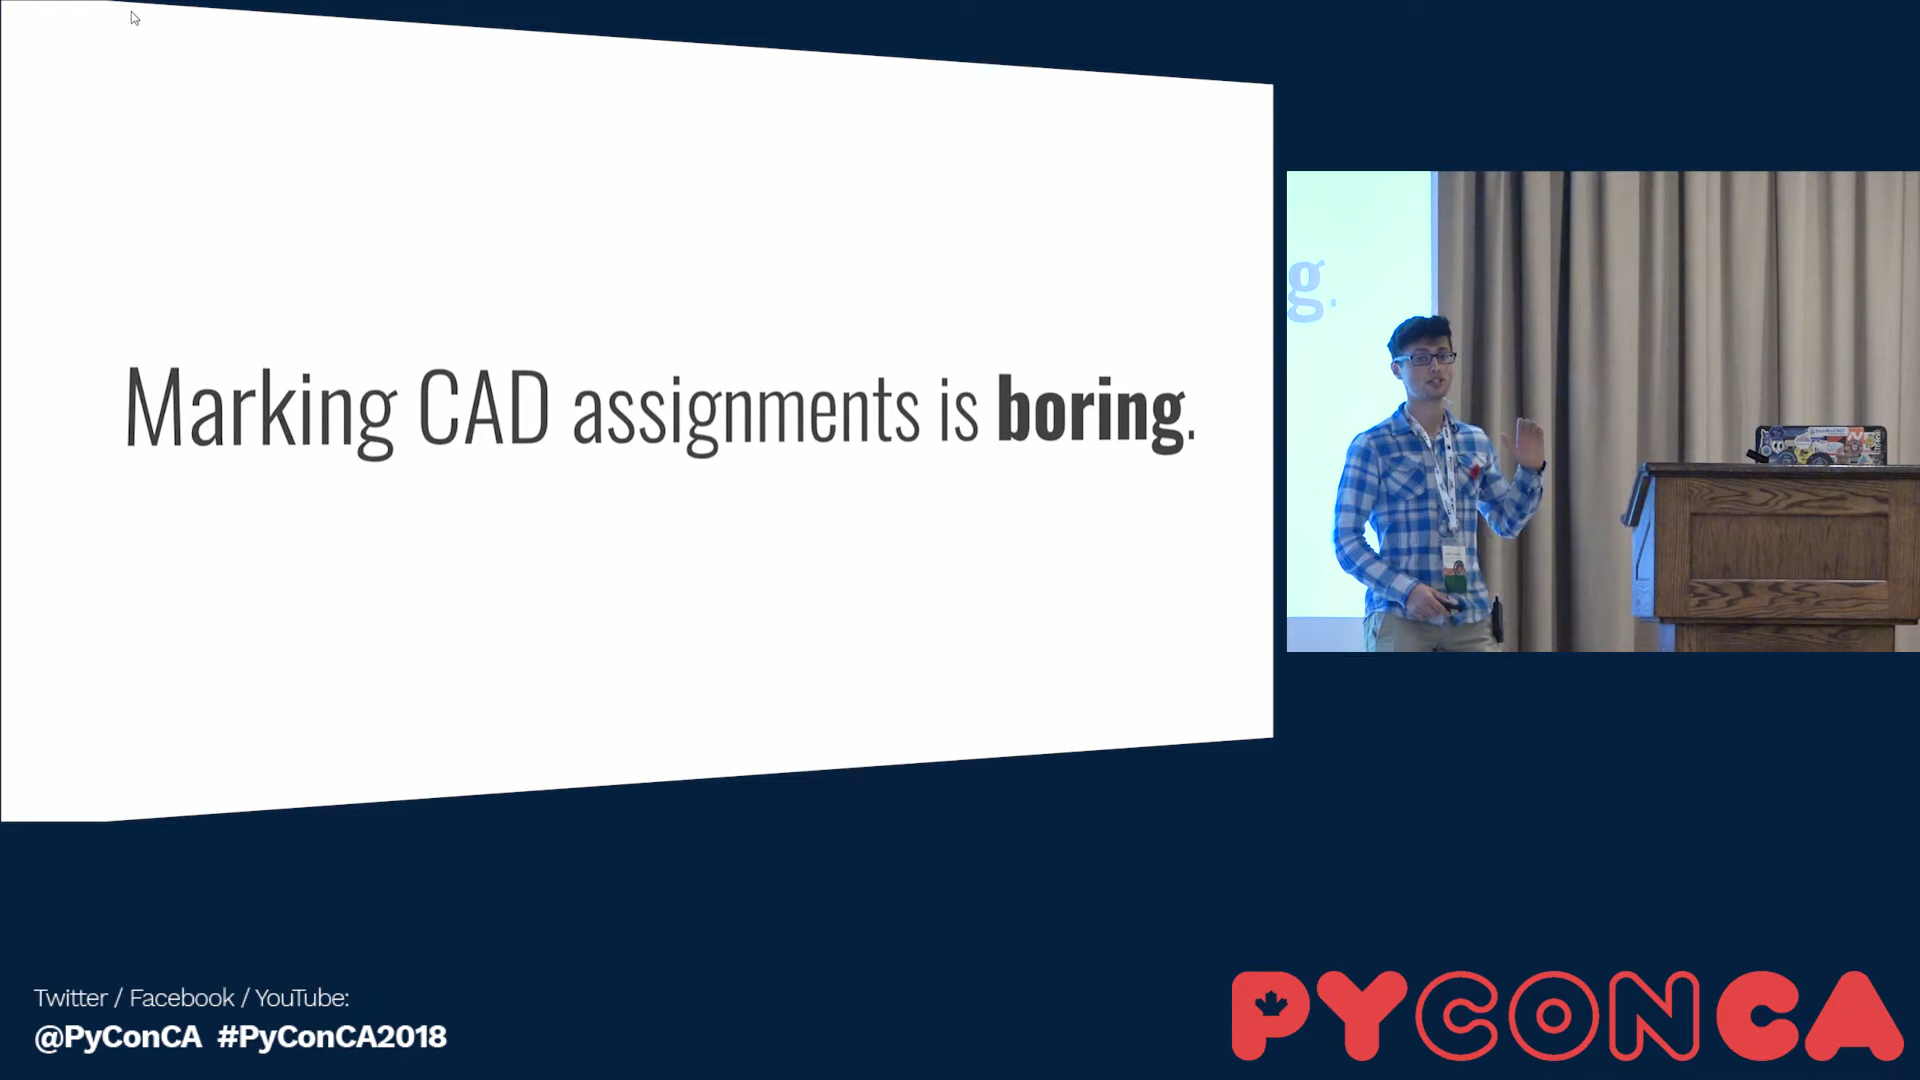 Marking CAD assignments is boring.
g.
Twitter / Facebook / YouTube:
@PyConCA #PyConCA2018
PYCONCA